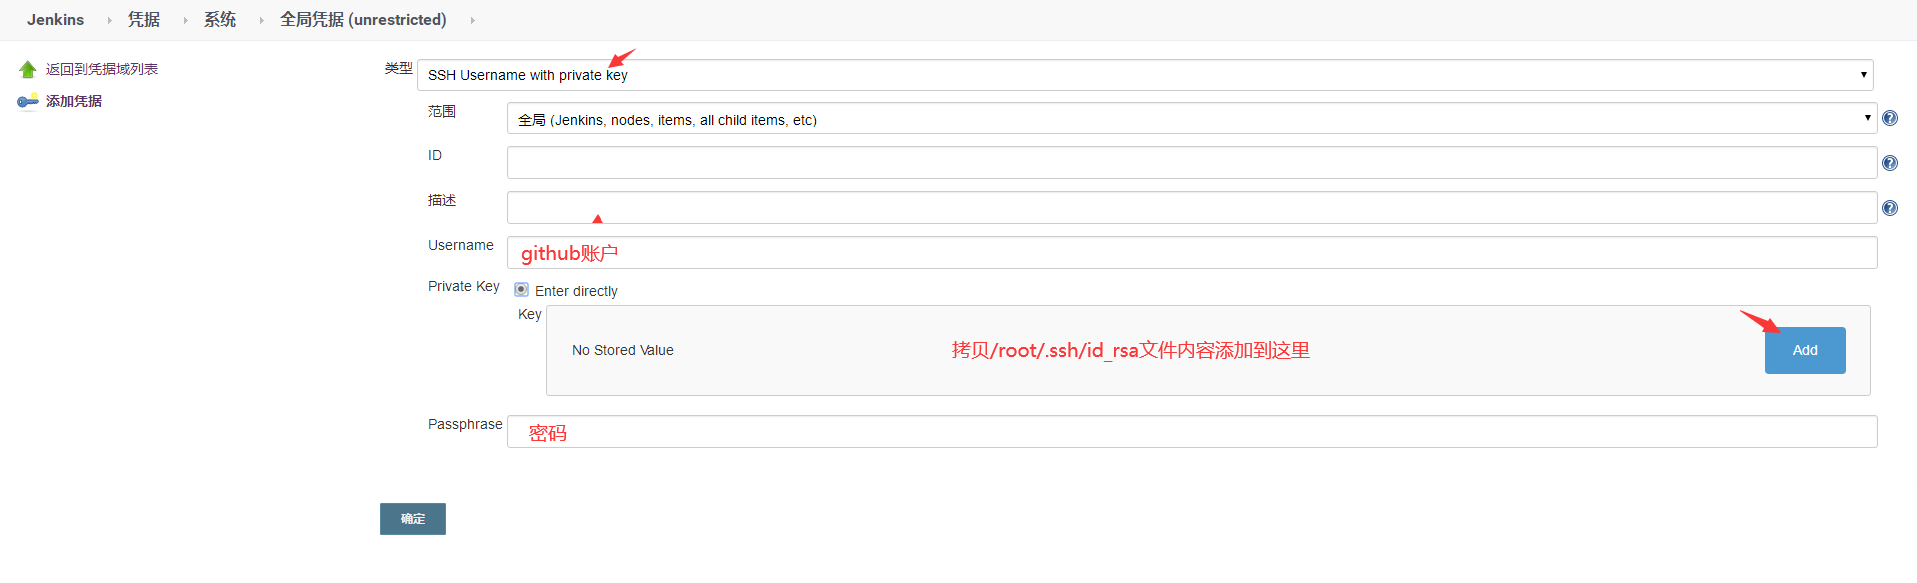 Jenkins 凭据 系统 全局凭据 (unrestricted)
返回到凭据域列表
添加凭据
类型 SSH Username with private key
范围 全局 (Jenkins, nodes, items, all child items, etc)
ID
描述
Username github账户
Private Key Enter directly
Key
No Stored Value 拷贝/root/.ssh/id_rsa文件内容添加到这里 Add
Passphrase 密码
确定